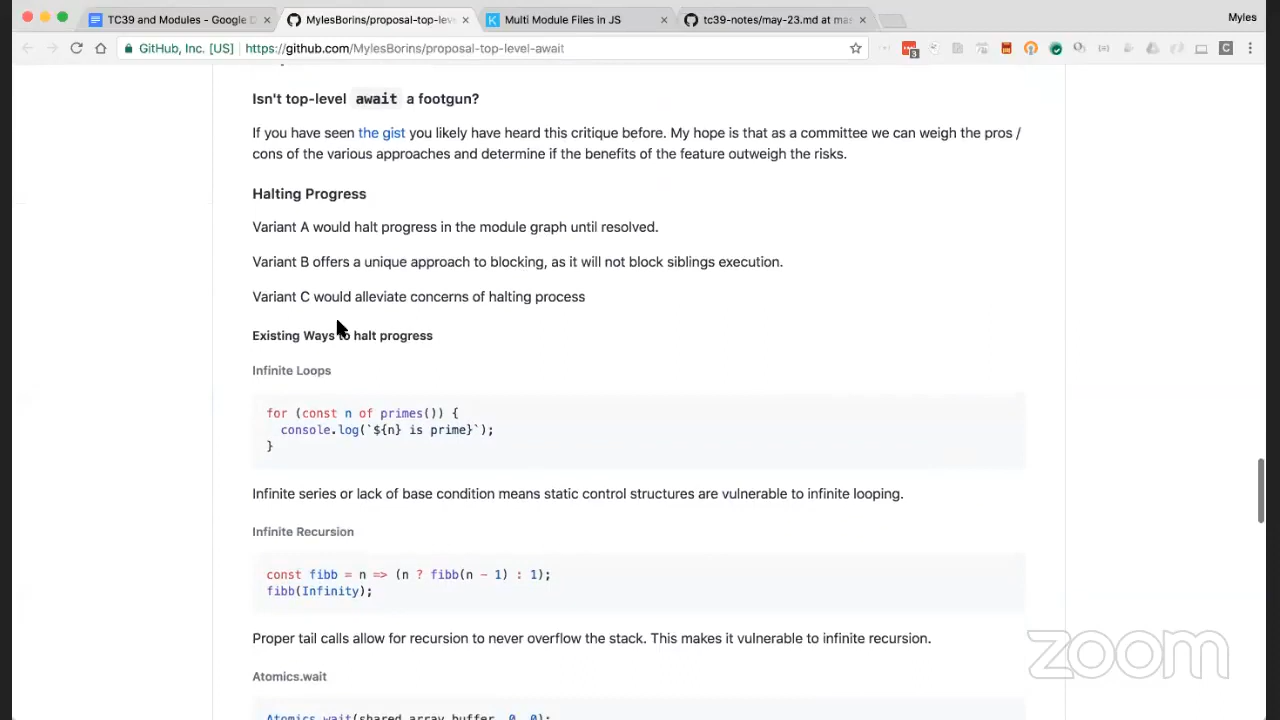 TC39 and Modules - Google D
MylesBorins/proposal-top-leve
Multi Module Files in JS
tc39-notes/may-23.md at mas
Myles
GitHub, Inc. [US]
https://github.com/MylesBorins/proposal-top-level-await
3
C
Isn't top-level await a footgun?
If you have seen the gist you likely have heard this critique before. My hope is that as a committee we can weigh the pros /
cons of the various approaches and determine if the benefits of the feature outweigh the risks.
Halting Progress
Variant A would halt progress in the module graph until resolved.
Variant B offers a unique approach to blocking, as it will not block siblings execution.
Variant C would alleviate concerns of halting process
Existing Ways to halt progress
Infinite Loops
for (const n of primes()) {
console.log(`${n} is prime}`);
}
Infinite series or lack of base condition means static control structures are vulnerable to infinite looping.
Infinite Recursion
const fibb = n => (n ? fibb(n - 1) : 1);
fibb(Infinity);
Proper tail calls allow for recursion to never overflow the stack. This makes it vulnerable to infinite recursion.
Atomics.wait
Atomics.wait(shared_array_buffer, 0, 0);
zoom